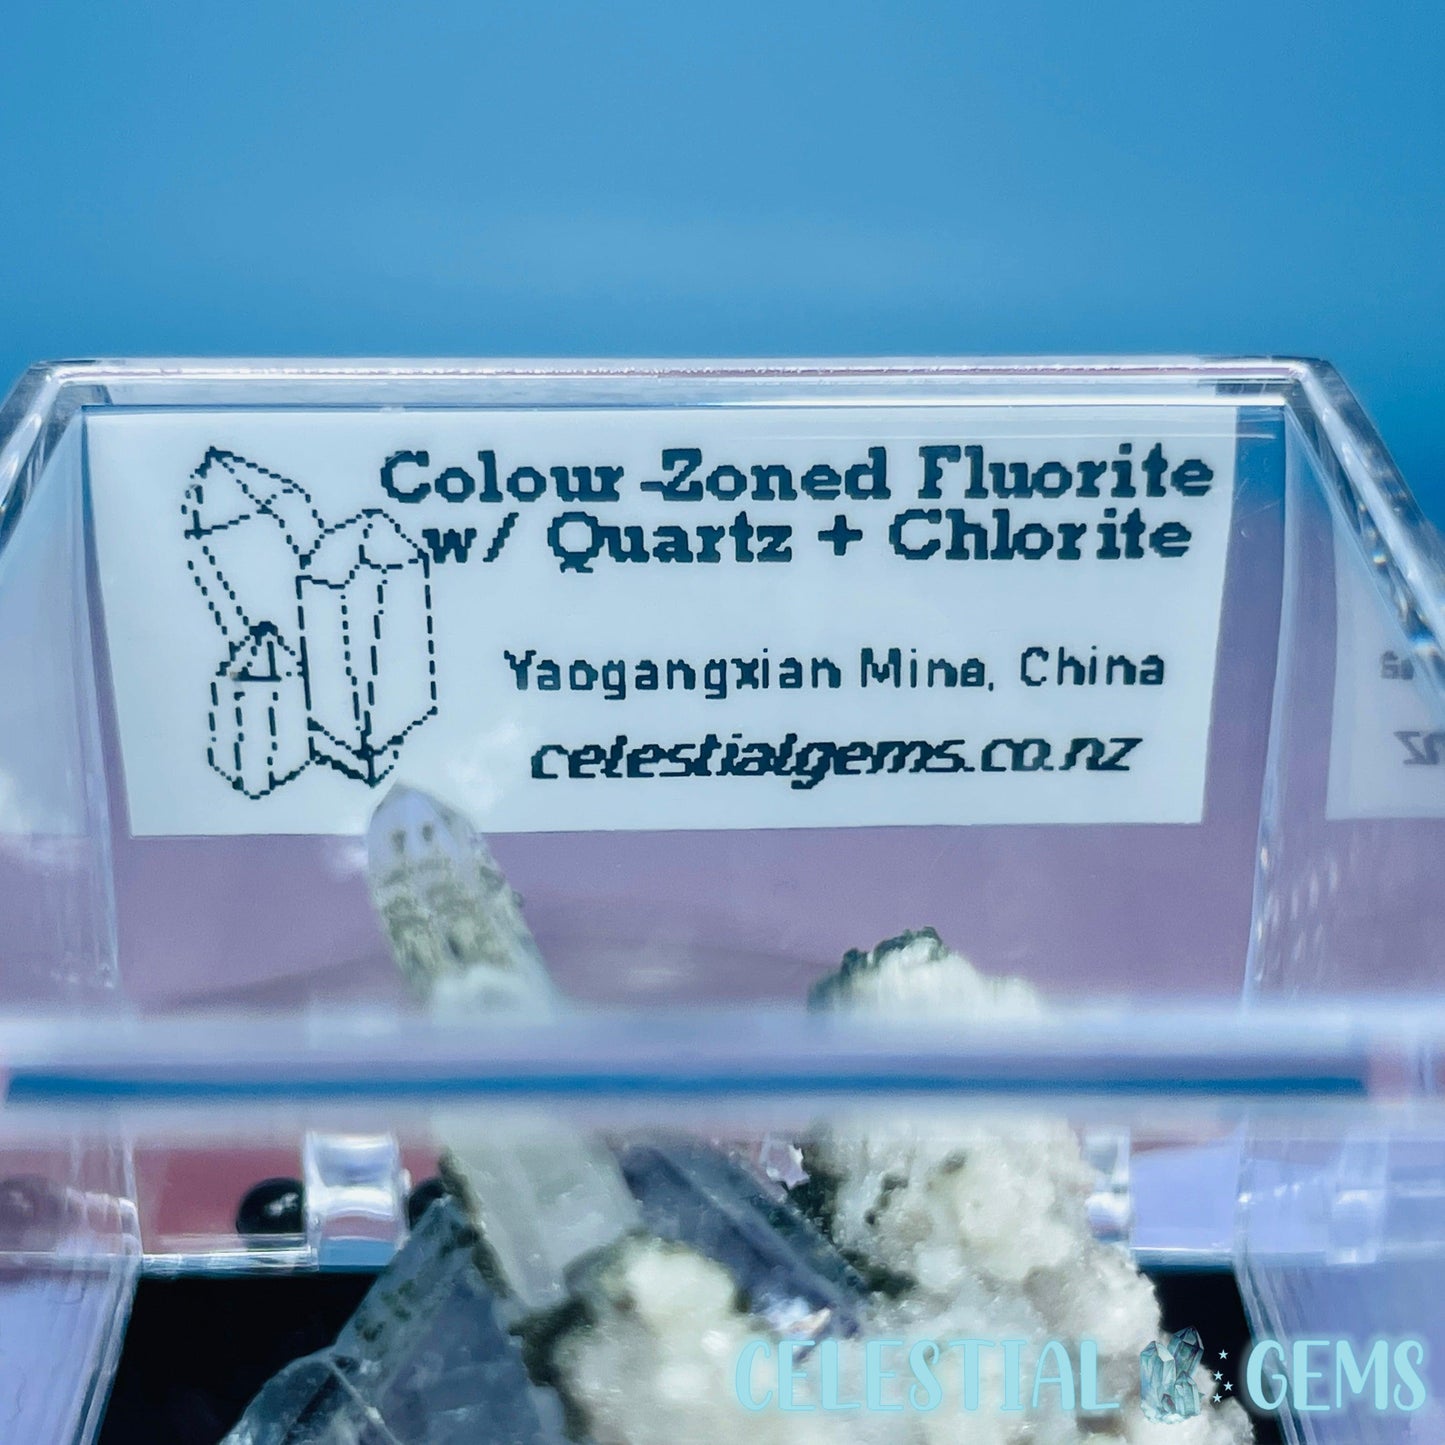 Colour-Zoned Fluorite
w/ Quartz + Chlorite
Yaogangxian Mine, China
celestialgems.co.nz
CELESTIAL GEMS